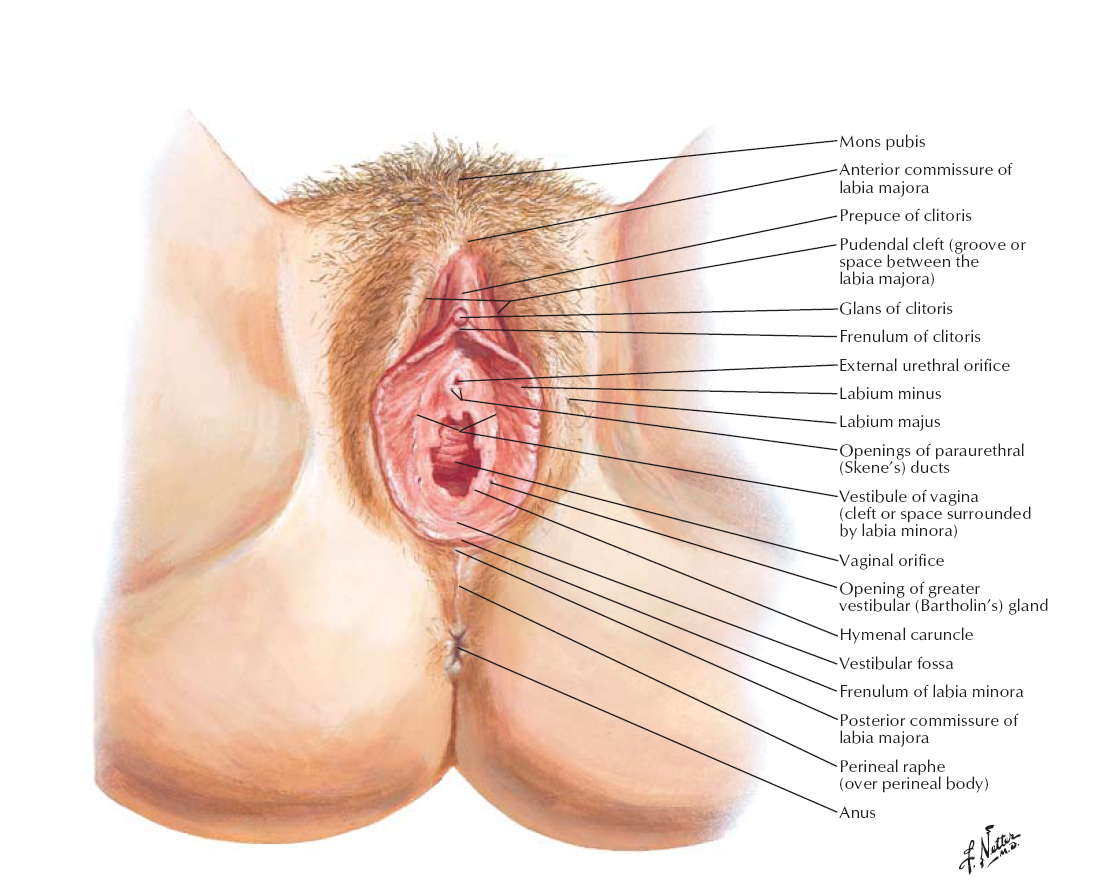 Mons pubis
Anterior commissure of
labia majora
Prepuce of clitoris
Pudendal cleft (groove or
space between the
labia majora)
Glans of clitoris
Frenulum of clitoris
External urethral orifice
Labium minus
Labium majus
Openings of paraurethral
(Skene’s) ducts
Vestibule of vagina
(cleft or space surrounded
by labia minora)
Vaginal orifice
Opening of greater
vestibular (Bartholin’s) gland
Hymenal caruncle
Vestibular fossa
Frenulum of labia minora
Posterior commissure of
labia majora
Perineal raphe
(over perineal body)
Anus
F. Netter
M.D.